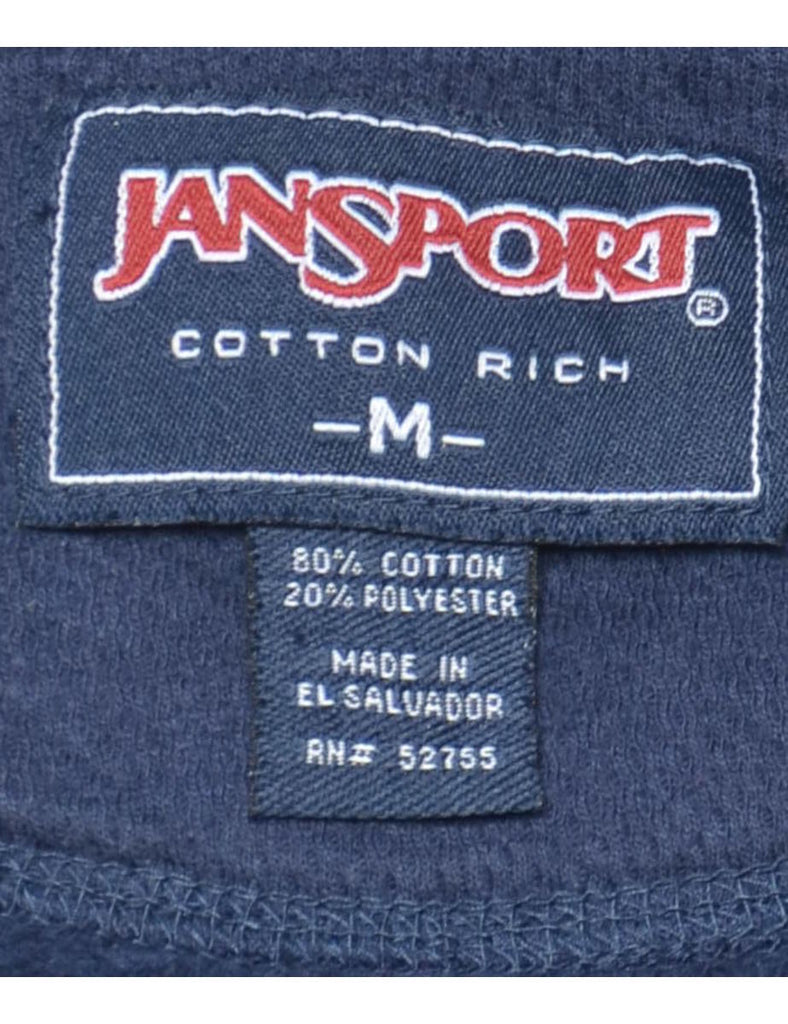 JANSPORT®
COTTON RICH
–M–
80% COTTON
20% POLYESTER
MADE IN
EL SALVADOR
RN# 52755